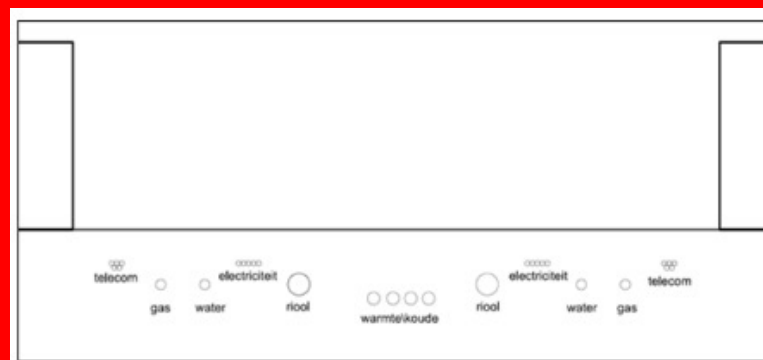 telecom
gas
water
electriciteit
riool
warmte\koude
riool
electriciteit
water
gas
telecom